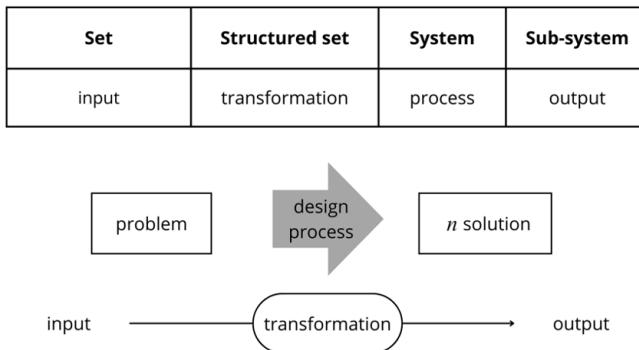 Set Structured set System Sub-system
input transformation process output
problem design process n solution
input transformation output